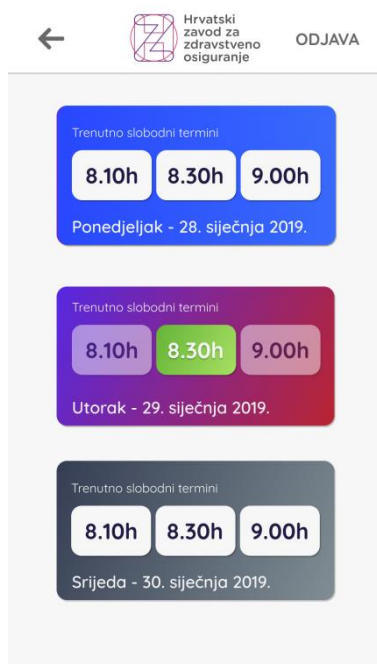 Hrvatski
zavod za
zdravstveno
osiguranje
ODJAVA
Trenutno slobodni termini
8.10h 8.30h 9.00h
Ponedjeljak - 28. siječnja 2019.
Trenutno slobodni termini
8.10h 8.30h 9.00h
Utorak - 29. siječnja 2019.
Trenutno slobodni termini
8.10h 8.30h 9.00h
Srijeda - 30. siječnja 2019.